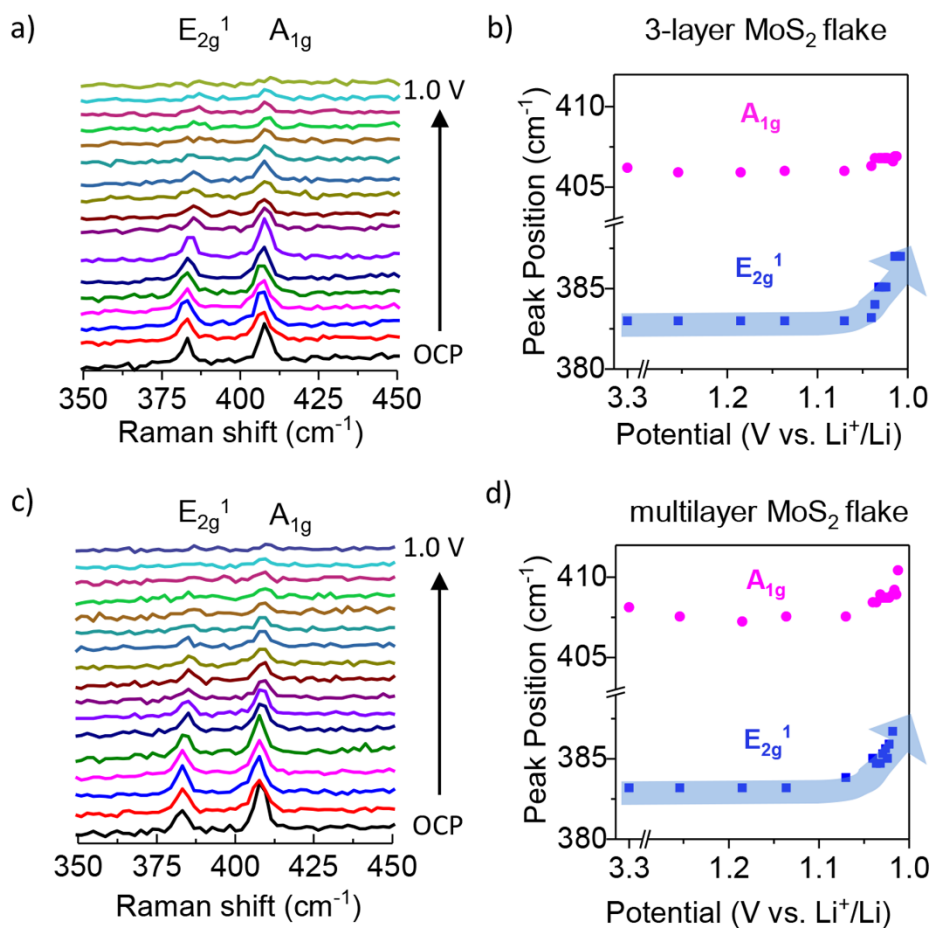 a)
E₂g¹ A₁g
1.0 V
OCP
350 375 400 425 450
Raman shift (cm⁻¹)
b)
3-layer MoS₂ flake
Peak Position (cm⁻¹)
410
405
385
380
A₁g
E₂g¹
3.3 1.2 1.1 1.0
Potential (V vs. Li⁺/Li)
c)
E₂g¹ A₁g
1.0 V
OCP
350 375 400 425 450
Raman shift (cm⁻¹)
d)
multilayer MoS₂ flake
Peak Position (cm⁻¹)
410
405
385
380
A₁g
E₂g¹
3.3 1.2 1.1 1.0
Potential (V vs. Li⁺/Li)